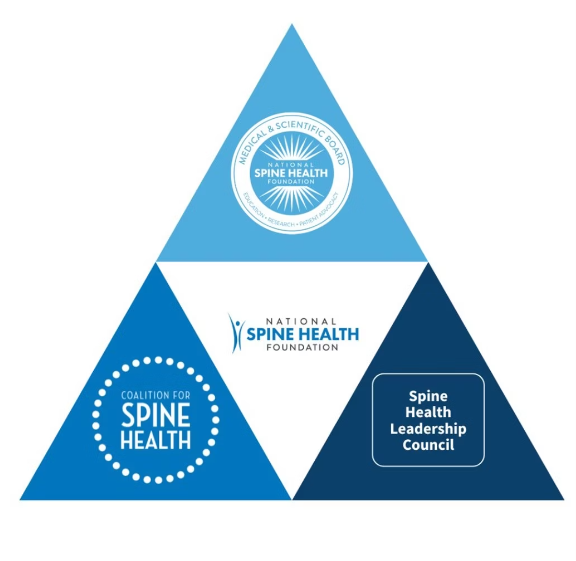 MEDICAL & SCIENTIFIC BOARD
NATIONAL
SPINE HEALTH
FOUNDATION
EDUCATION • RESEARCH • PATIENT ADVOCACY
NATIONAL
SPINE HEALTH
FOUNDATION
COALITION FOR
SPINE
HEALTH
Spine
Health
Leadership
Council